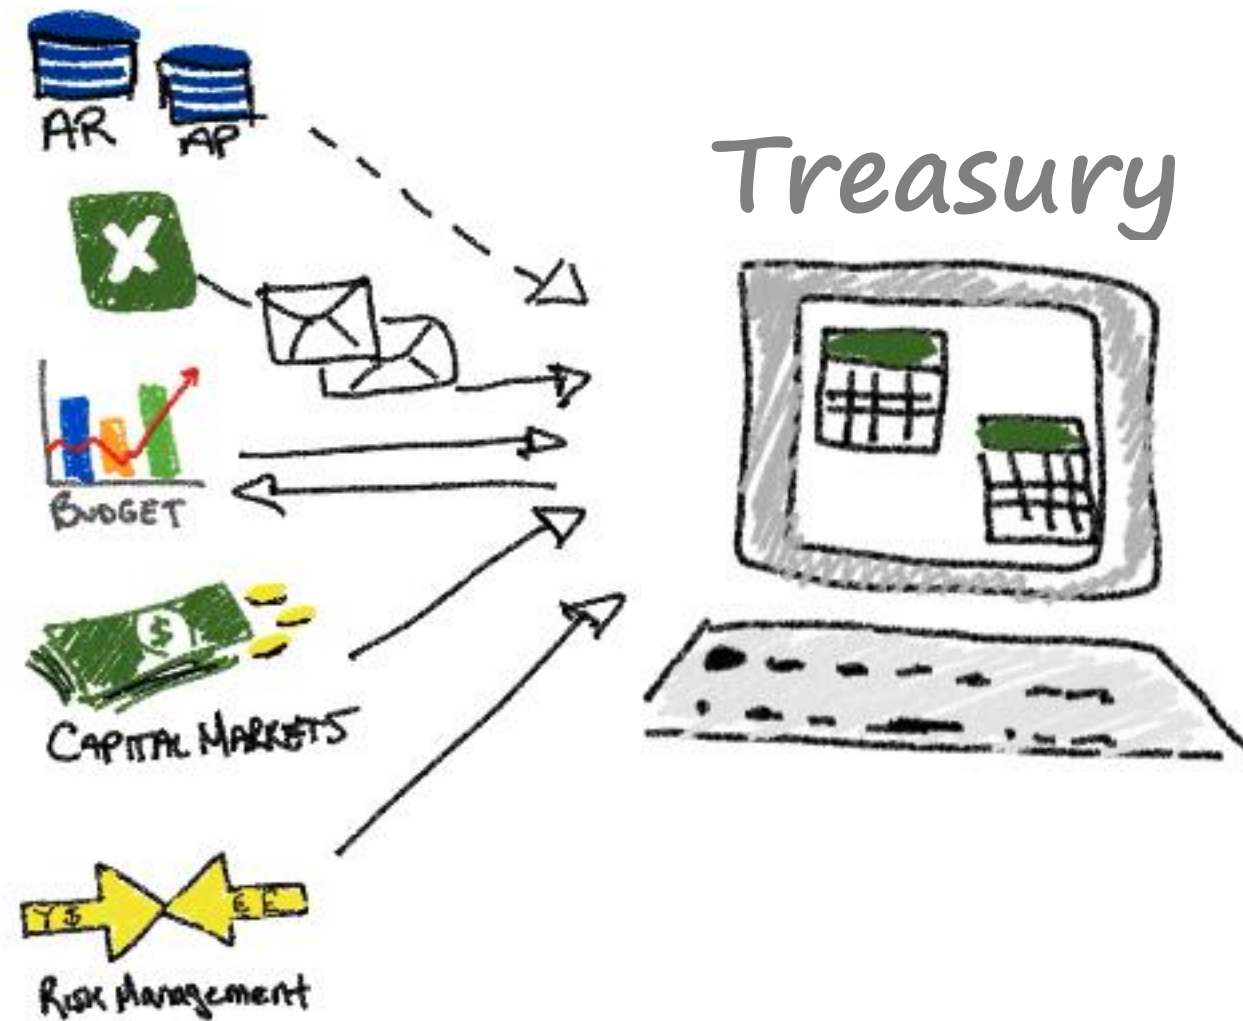 AR
AP
Treasury
X
BUDGET
$
CAPITAL MARKETS
Y $
€ £
Risk Management